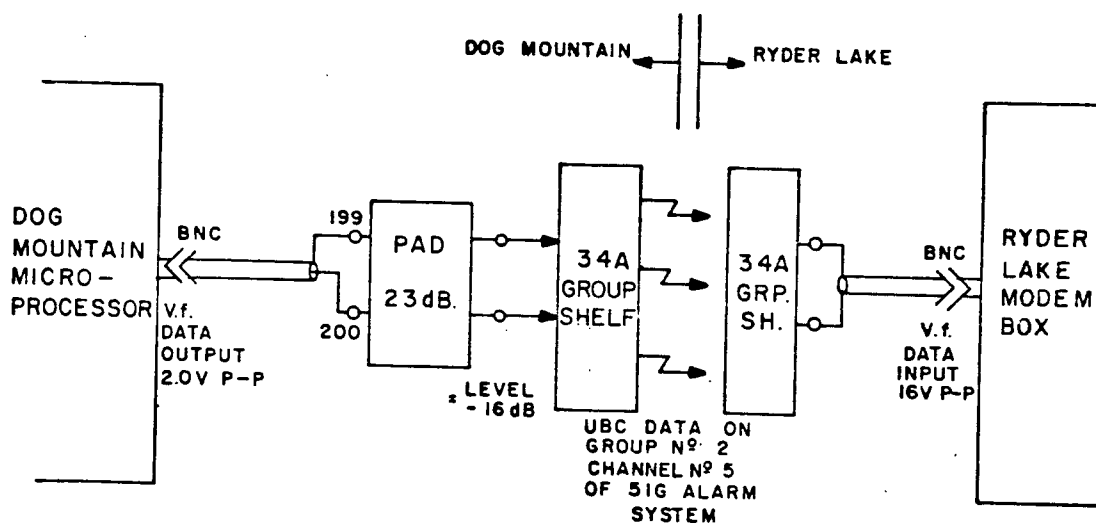 DOG MOUNTAIN
RYDER LAKE
DOG
MOUNTAIN
MICRO-
PROCESSOR
BNC
V.f.
DATA
OUTPUT
2.0V P-P
199
200
PAD
23dB.
± LEVEL
-16dB
34A
GROUP
SHELF
34A
GRP.
SH.
UBC DATA ON
GROUP Nº 2
CHANNEL Nº 5
OF 51G ALARM
SYSTEM
BNC
V.f.
DATA
INPUT
16V P-P
RYDER
LAKE
MODEM
BOX